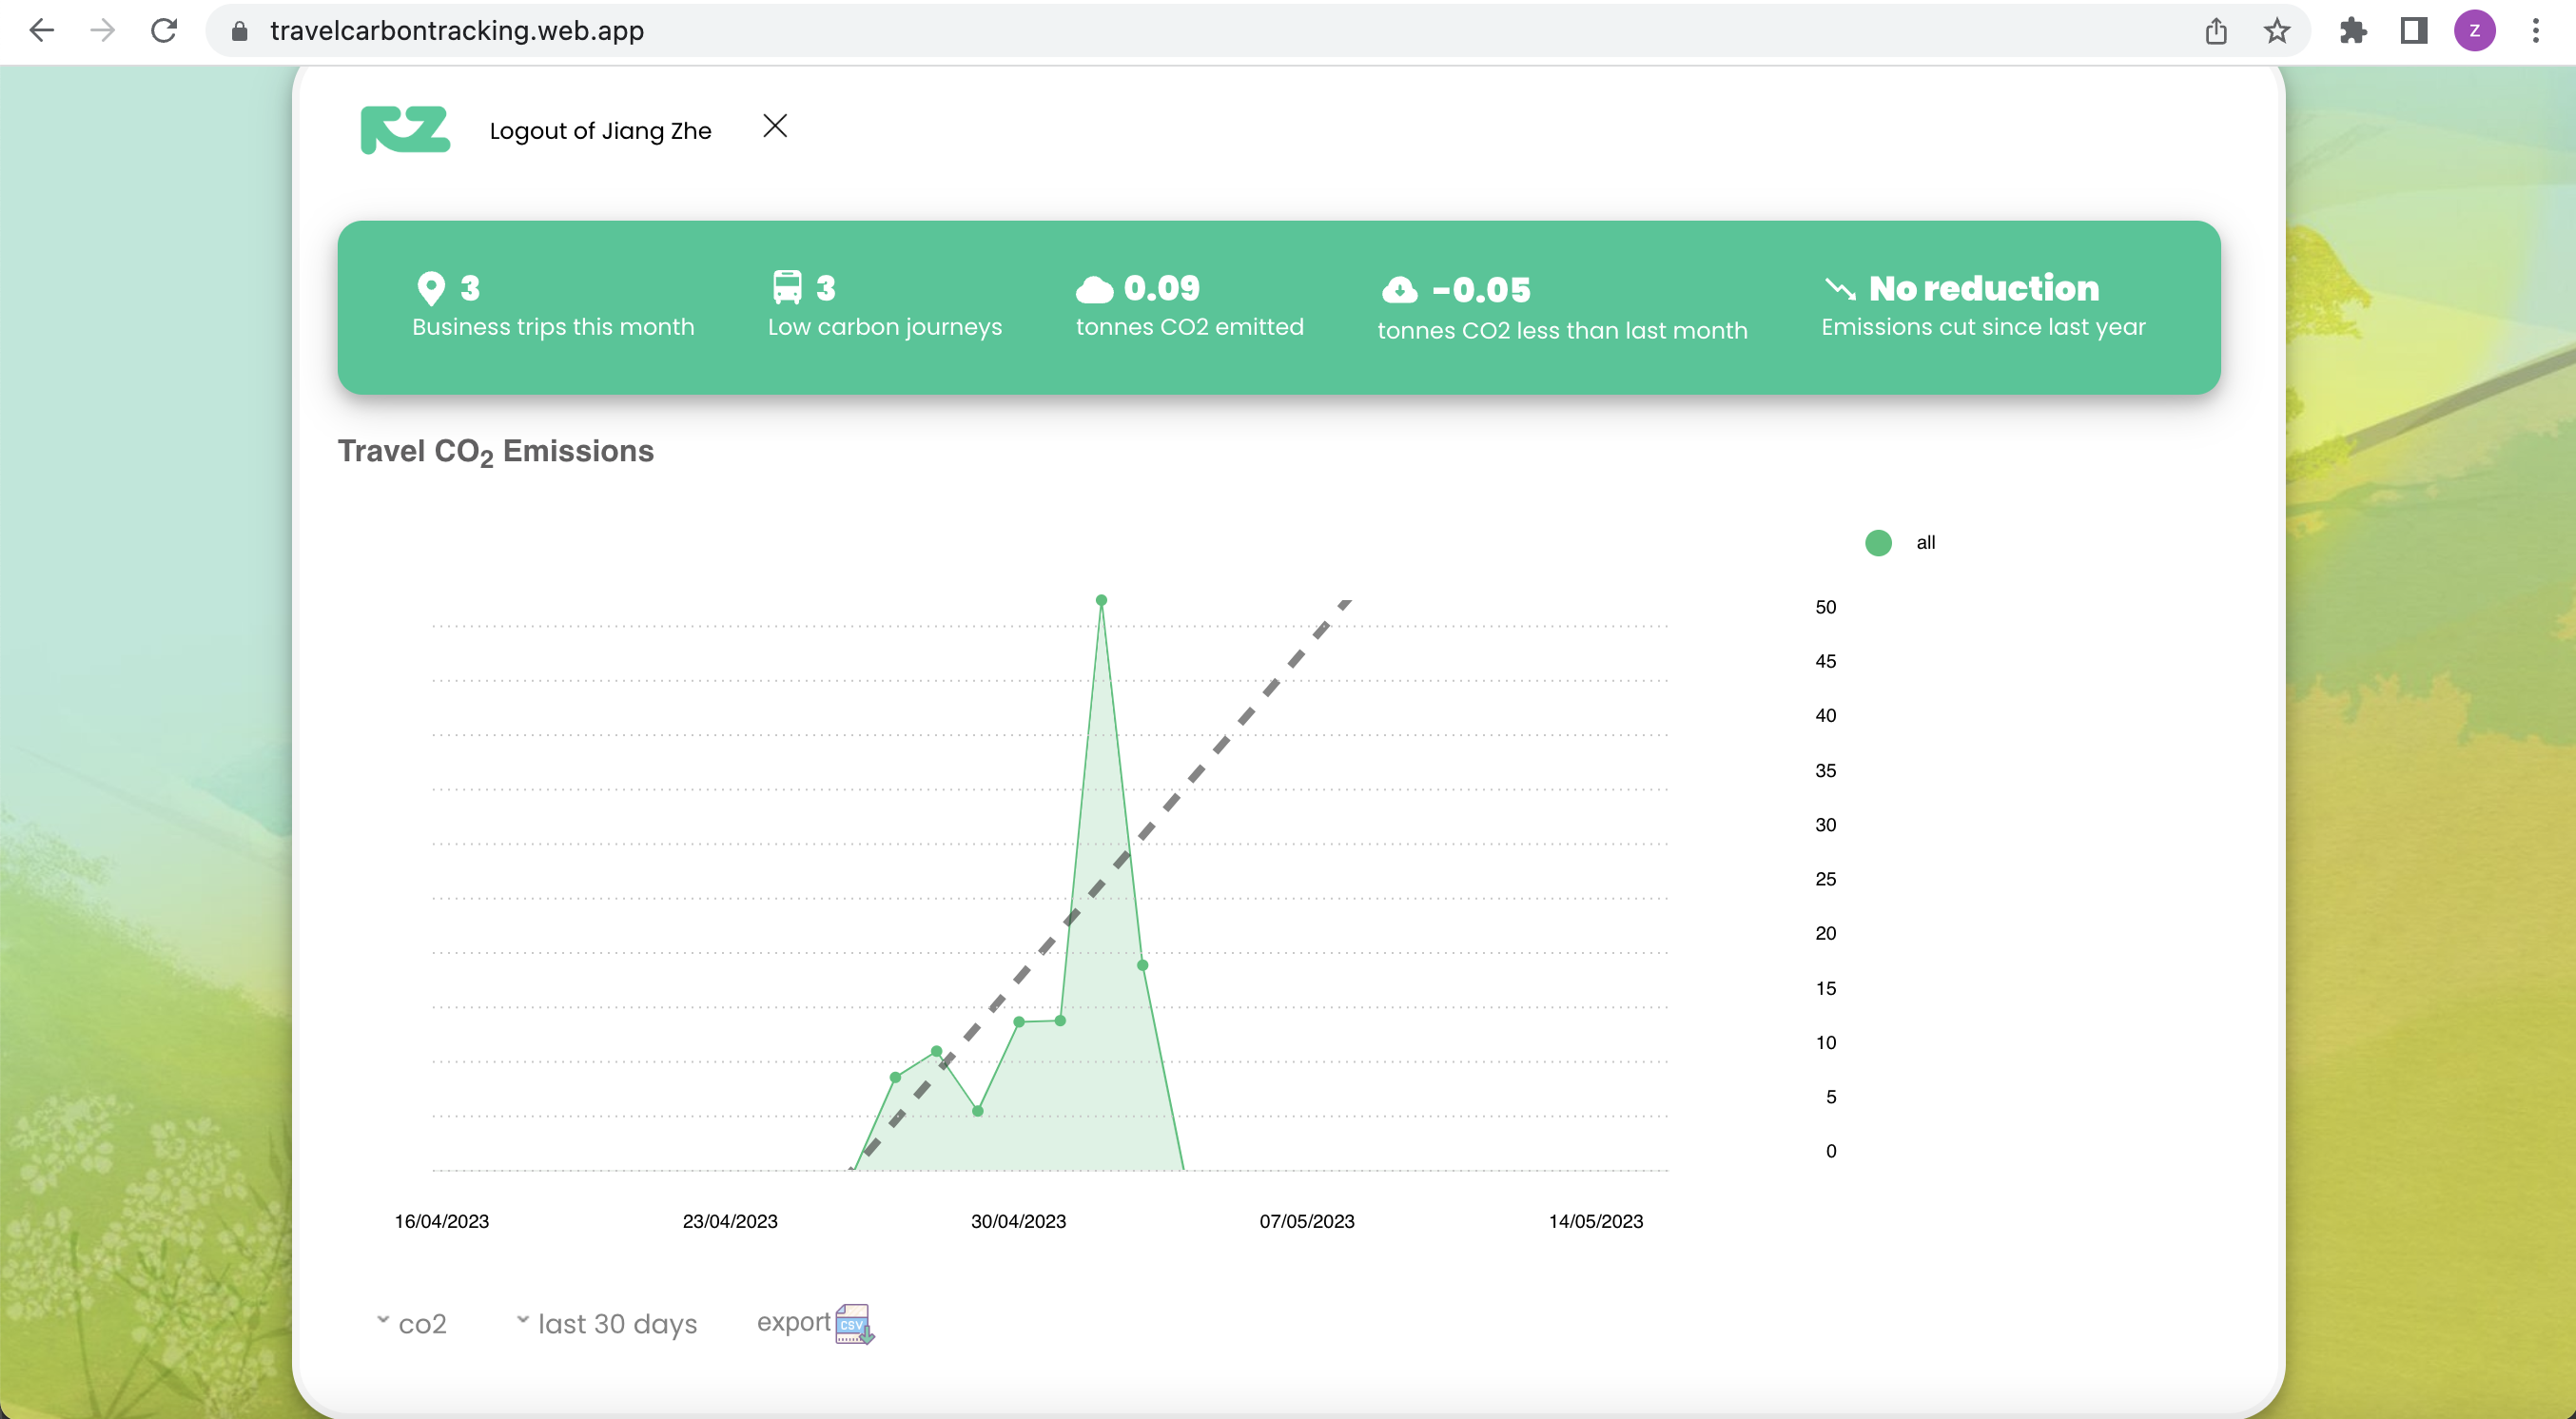 travelcarbontracking.web.app
Z
RZ
Logout of Jiang Zhe
3
Business trips this month
3
Low carbon journeys
0.09
tonnes CO2 emitted
-0.05
tonnes CO2 less than last month
No reduction
Emissions cut since last year
Travel CO₂ Emissions
all
50
45
40
35
30
25
20
15
10
5
0
16/04/2023
23/04/2023
30/04/2023
07/05/2023
14/05/2023
co2
last 30 days
export
CSV